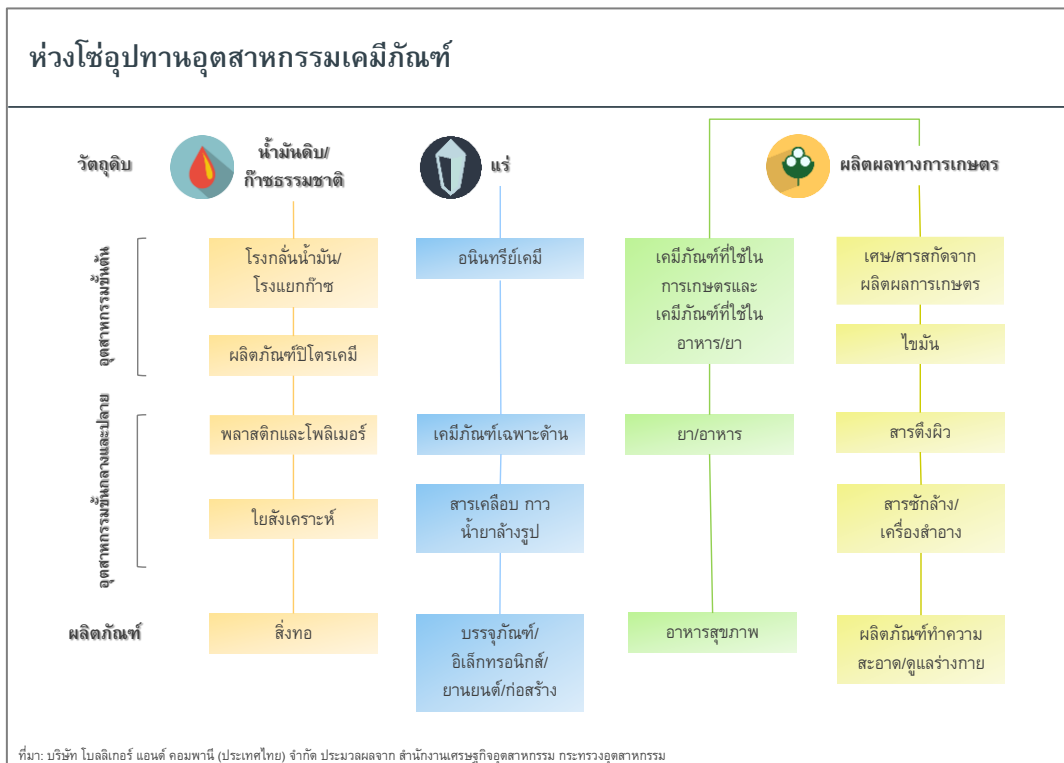 ห่วงโซ่อุปทานอุตสาหกรรมเคมีภัณฑ์
วัตถุดิบ
น้ำมันดิบ/
ก๊าซธรรมชาติ
แร่
ผลิตผลทางการเกษตร
อุตสาหกรรมขั้นต้น
โรงกลั่นน้ำมัน/
โรงแยกก๊าซ
อนินทรีย์เคมี
เคมีภัณฑ์ที่ใช้ใน
การเกษตรและ
เคมีภัณฑ์ที่ใช้ใน
อาหาร/ยา
เศษ/สารสกัดจาก
ผลิตผลการเกษตร
ผลิตภัณฑ์ปิโตรเคมี
ไขมัน
อุตสาหกรรมขั้นกลางและปลาย
พลาสติกและโพลิเมอร์
เคมีภัณฑ์เฉพาะด้าน
ยา/อาหาร
สารตึงผิว
ใยสังเคราะห์
สารเคลือบ กาว
น้ำยาล้างรูป
สารซักล้าง/
เครื่องสำอาง
ผลิตภัณฑ์
สิ่งทอ
บรรจุภัณฑ์/
อิเล็กทรอนิกส์/
ยานยนต์/ก่อสร้าง
อาหารสุขภาพ
ผลิตภัณฑ์ทำความ
สะอาด/ดูแลร่างกาย
ที่มา: บริษัท โบลลิเกอร์ แอนด์ คอมพานี (ประเทศไทย) จำกัด ประมวลผลจาก สำนักงานเศรษฐกิจอุตสาหกรรม กระทรวงอุตสาหกรรม